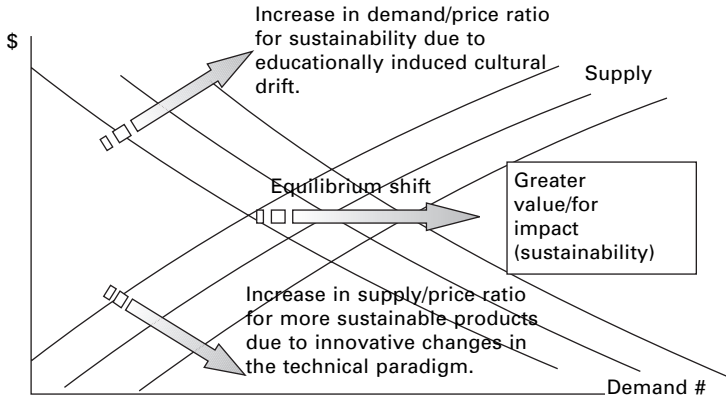 Increase in demand/price ratio
for sustainability due to
educationally induced cultural
drift.
$
Supply
Equilibrium shift
Greater
value/for
impact
(sustainability)
Increase in supply/price ratio
for more sustainable products
due to innovative changes in
the technical paradigm.
Demand #